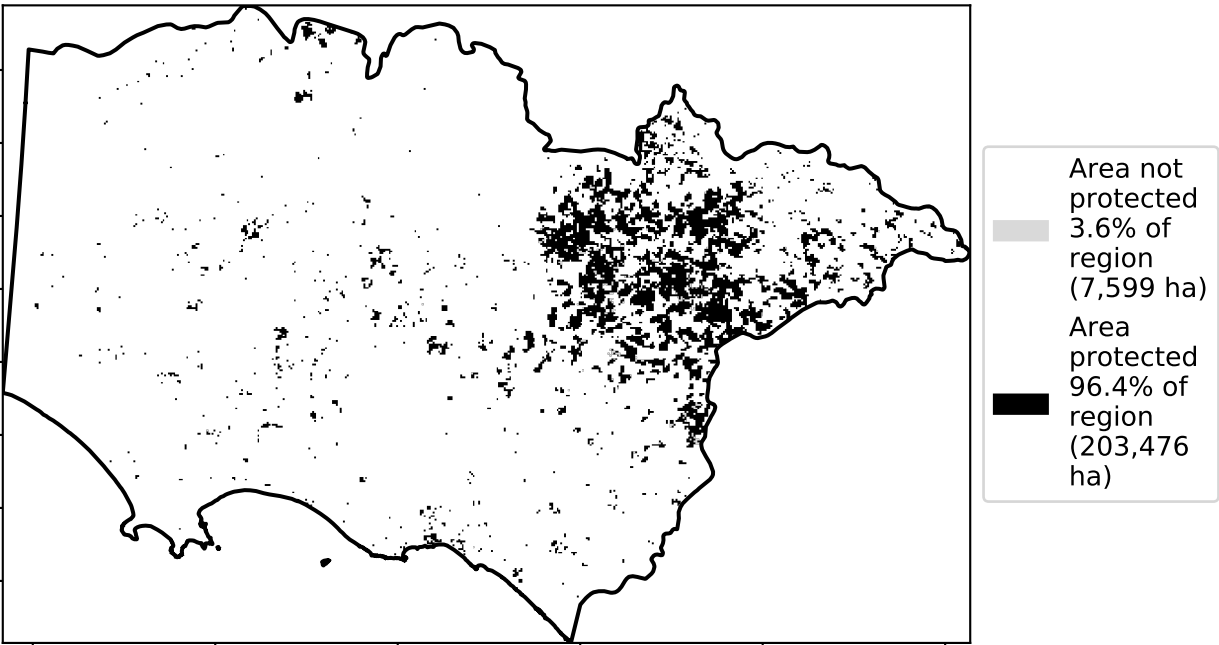 Area not
protected
3.6% of
region
(7,599 ha)
Area
protected
96.4% of
region
(203,476
ha)